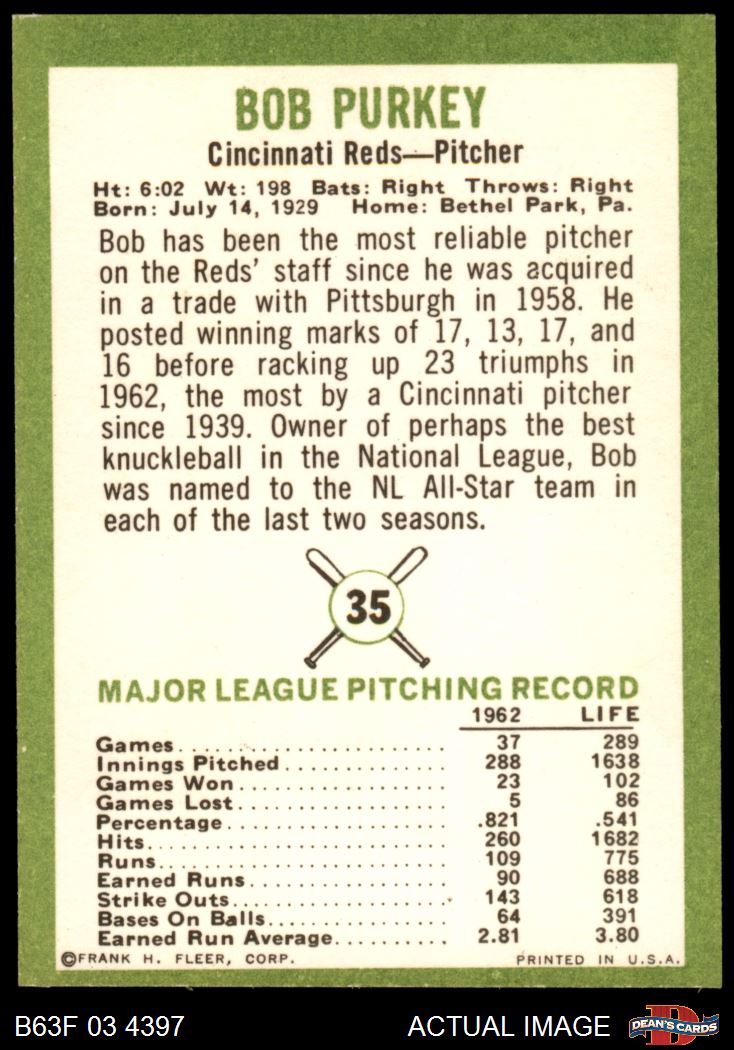 BOB PURKEY
Cincinnati Reds—Pitcher
Ht: 6:02 Wt: 198 Bats: Right Throws: Right
Born: July 14, 1929 Home: Bethel Park, Pa.
Bob has been the most reliable pitcher
on the Reds' staff since he was acquired
in a trade with Pittsburgh in 1958. He
posted winning marks of 17, 13, 17, and
16 before racking up 23 triumphs in
1962, the most by a Cincinnati pitcher
since 1939. Owner of perhaps the best
knuckleball in the National League, Bob
was named to the NL All-Star team in
each of the last two seasons.
35
MAJOR LEAGUE PITCHING RECORD
1962 LIFE
Games 37 289
Innings Pitched 288 1638
Games Won 23 102
Games Lost 5 86
Percentage .821 .541
Hits 260 1682
Runs 109 775
Earned Runs 90 688
Strike Outs 143 618
Bases On Balls 64 391
Earned Run Average 2.81 3.80
©FRANK H. FLEER, CORP. PRINTED IN U.S.A.
B63F 03 4397 ACTUAL IMAGE D DEAN'S CARDS